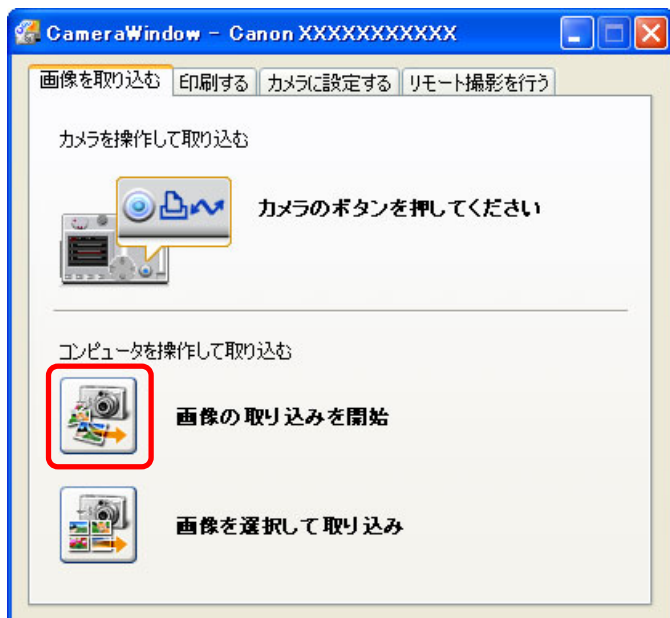 CameraWindow - Canon XXXXXXXXXXX
画像を取り込む 印刷する カメラに設定する リモート撮影を行う
カメラを操作して取り込む
カメラのボタンを押してください
コンピュータを操作して取り込む
画像の取り込みを開始
画像を選択して取り込み